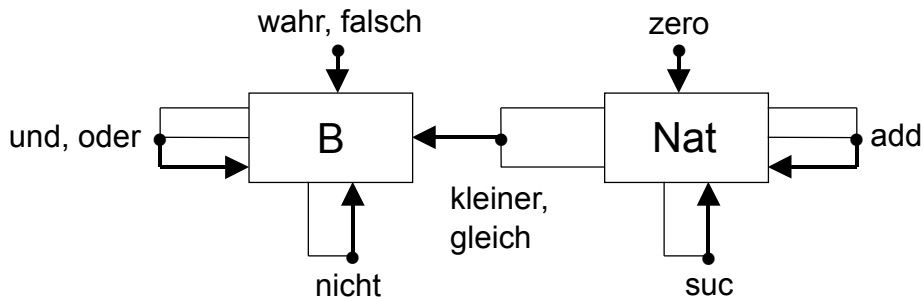 wahr, falsch
zero
und, oder
B
Nat
add
kleiner,
gleich
nicht
suc